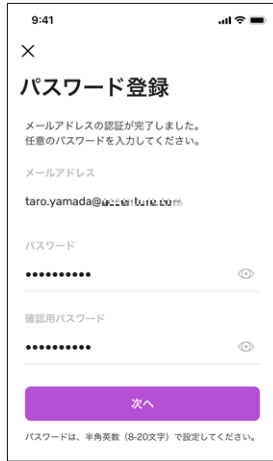 9:41
パスワード登録
メールアドレスの認証が完了しました。
任意のパスワードを入力してください。
メールアドレス
taro.yamada@
パスワード
●●●●●●●●●●
確認用パスワード
●●●●●●●●●●
次へ
パスワードは、半角英数（8-20文字）で設定してください。